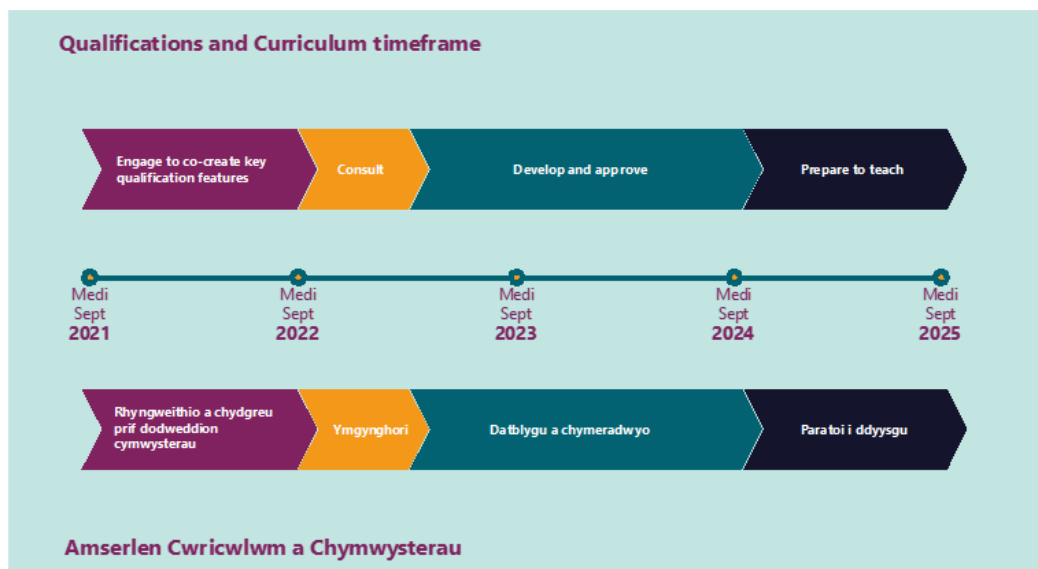 Qualifications and Curriculum timeframe
Engage to co-create key
qualification features
Consult
Develop and approve
Prepare to teach
Medi
Sept
2021
Medi
Sept
2022
Medi
Sept
2023
Medi
Sept
2024
Medi
Sept
2025
Rhyngweithio a chydgreu
prif dodweddion
cymwysterau
Ymgynghori
Datblygu a chymeradwyo
Paratoi i ddyysgu
Amserlen Cwricwlwm a Chymwysterau